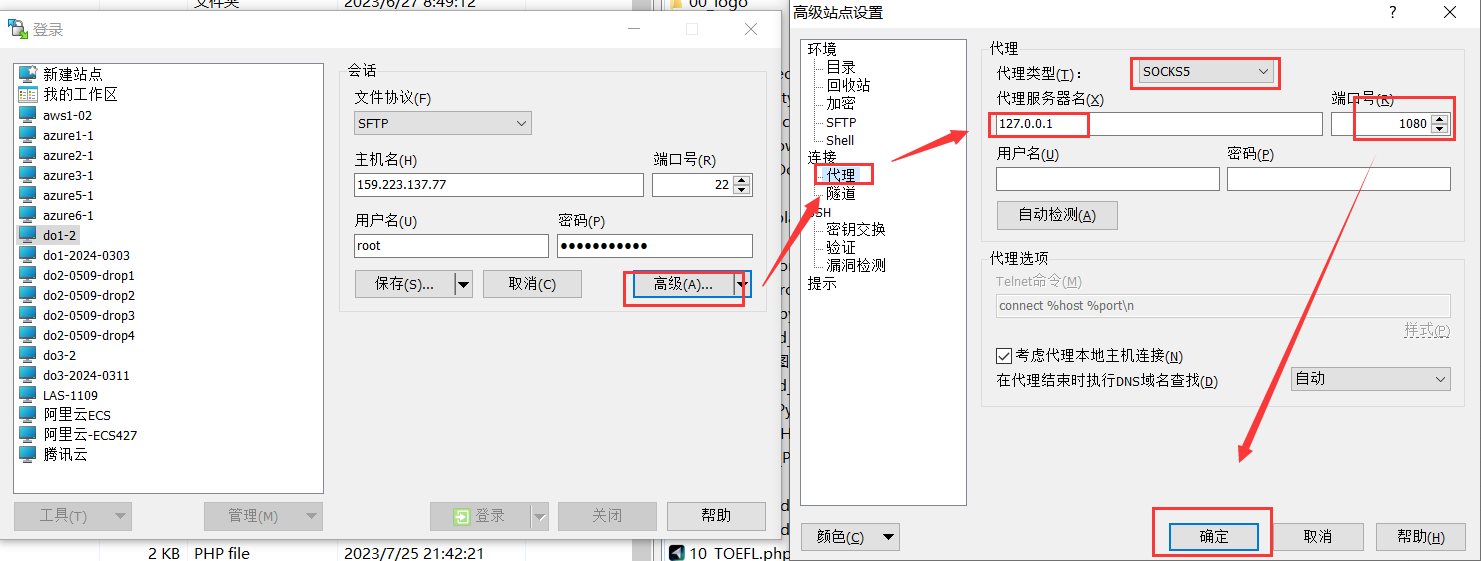 文件夹
2023/6/27 8:49:12
00_logo
登录
新建站点
我的工作区
aws1-02
azure1-1
azure2-1
azure3-1
azure5-1
azure6-1
do1-2
do1-2024-0303
do2-0509-drop1
do2-0509-drop2
do2-0509-drop3
do2-0509-drop4
do3-2
do3-2024-0311
LAS-1109
阿里云ECS
阿里云-ECS427
腾讯云
会话
文件协议(F)
SFTP
主机名(H)
端口号(R)
159.223.137.77
22
用户名(U)
密码(P)
root
●●●●●●●●●●●
保存(S)...
取消(C)
高级(A)...
工具(T)
管理(M)
登录
关闭
帮助
2 KB
PHP file
2023/7/25 21:42:21
10_TOEFL.php
高级站点设置
?
环境
目录
回收站
加密
SFTP
Shell
连接
代理
隧道
SSH
密钥交换
验证
漏洞检测
提示
代理
代理类型(T):
SOCKS5
代理服务器名(X)
端口号(R)
127.0.0.1
1080
用户名(U)
密码(P)
自动检测(A)
代理选项
Telnet命令(M)
connect %host %port\n
样式(P)
考虑代理本地主机连接(N)
在代理结束时执行DNS域名查找(D)
自动
颜色(C)
确定
取消
帮助(H)